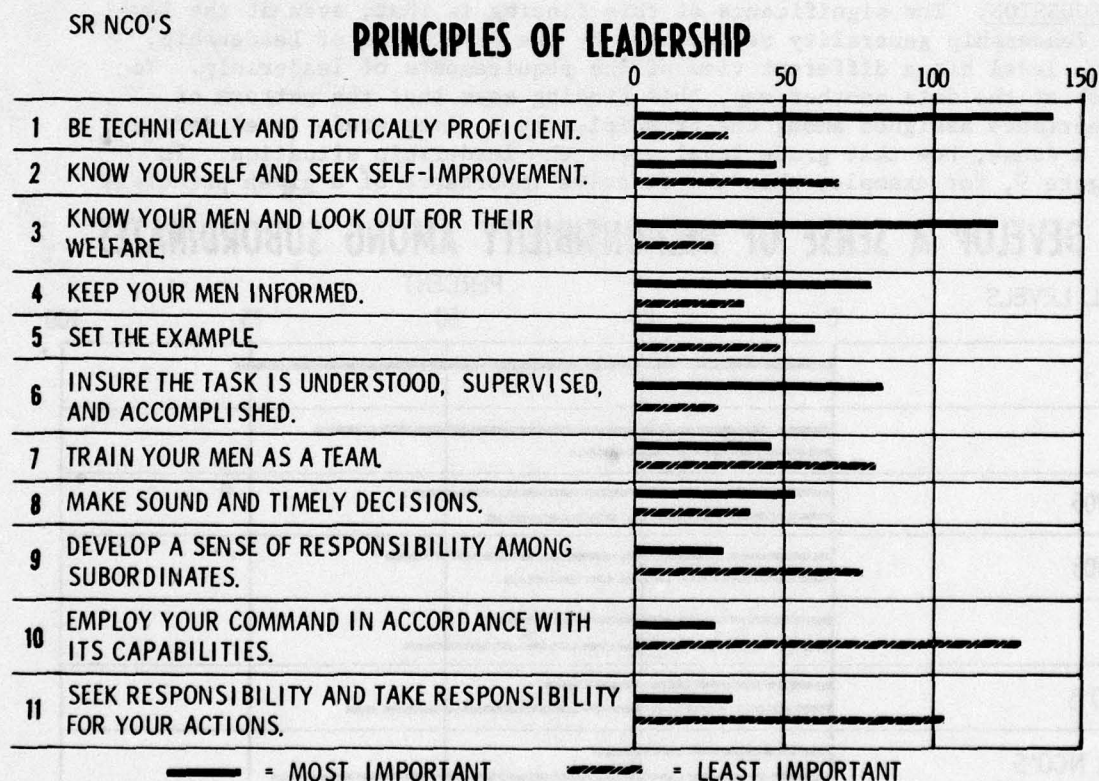 SR NCO'S
PRINCIPLES OF LEADERSHIP
0 50 100 150
1 BE TECHNICALLY AND TACTICALLY PROFICIENT.
2 KNOW YOURSELF AND SEEK SELF-IMPROVEMENT.
3 KNOW YOUR MEN AND LOOK OUT FOR THEIR
WELFARE.
4 KEEP YOUR MEN INFORMED.
5 SET THE EXAMPLE.
6 INSURE THE TASK IS UNDERSTOOD, SUPERVISED,
AND ACCOMPLISHED.
7 TRAIN YOUR MEN AS A TEAM.
8 MAKE SOUND AND TIMELY DECISIONS.
9 DEVELOP A SENSE OF RESPONSIBILITY AMONG
SUBORDINATES.
10 EMPLOY YOUR COMMAND IN ACCORDANCE WITH
ITS CAPABILITIES.
11 SEEK RESPONSIBILITY AND TAKE RESPONSIBILITY
FOR YOUR ACTIONS.
- MOST IMPORTANT - LEAST IMPORTANT